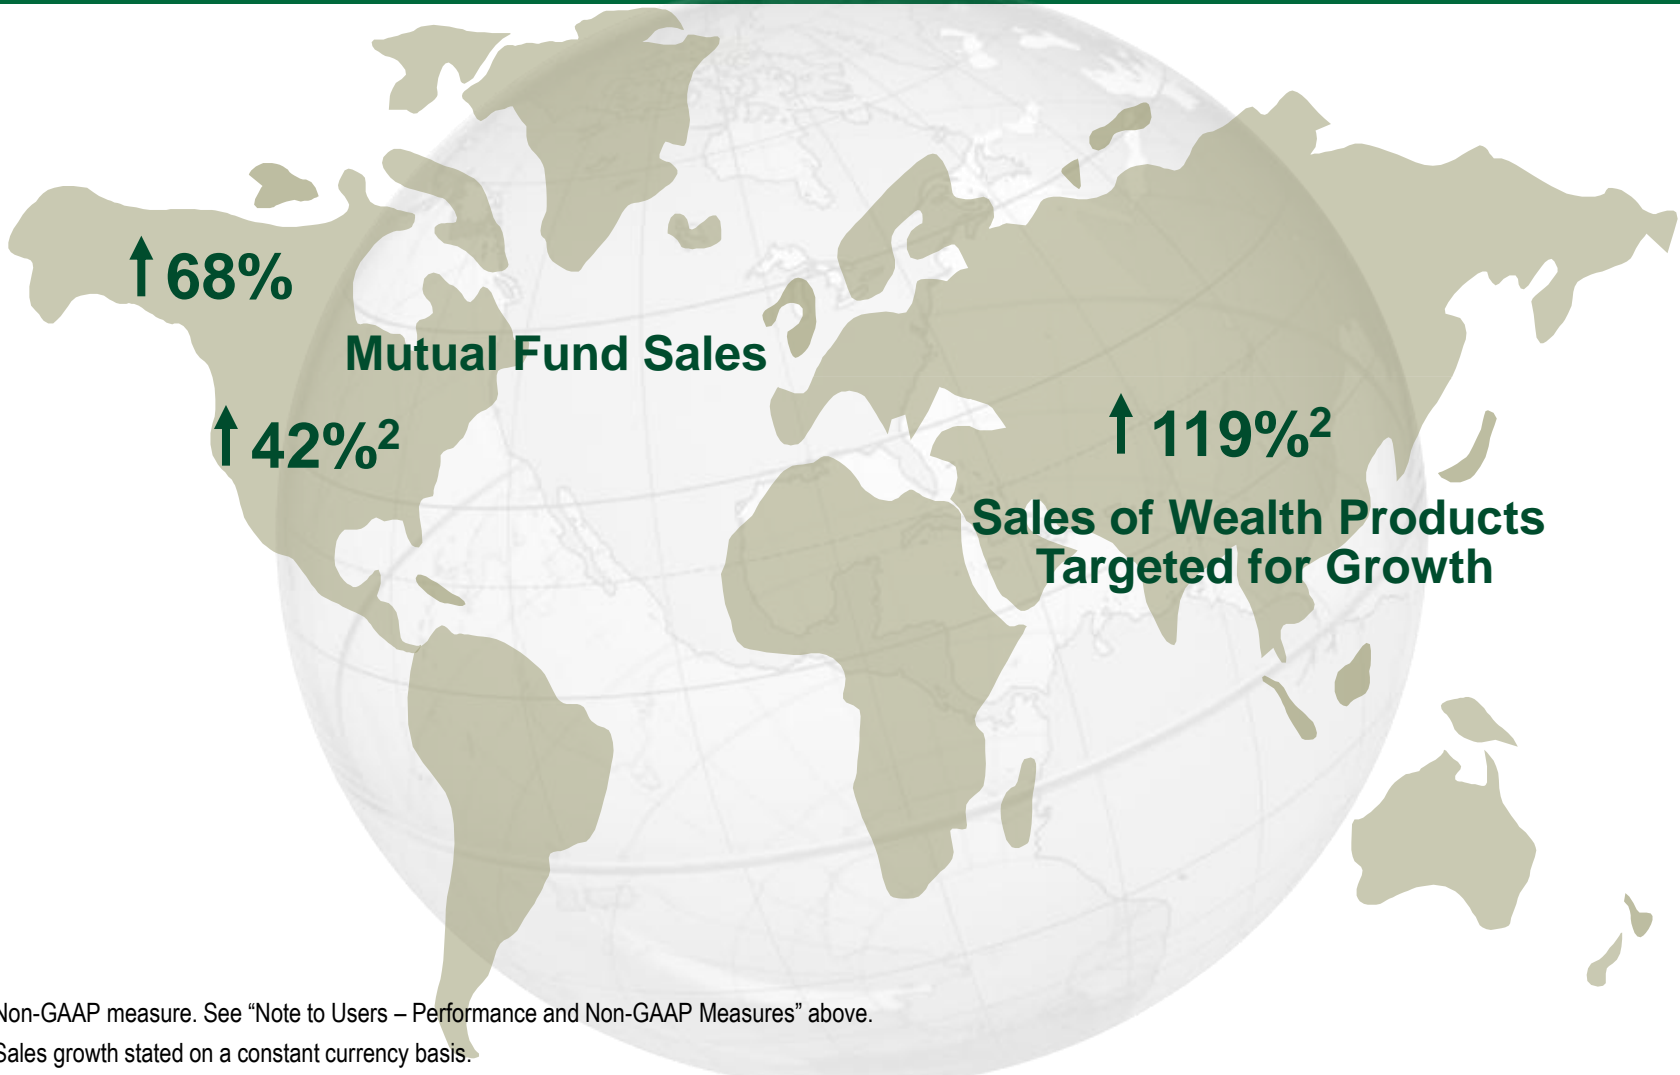 ↑ 68%
Mutual Fund Sales
↑ 42%²
↑ 119%²
Sales of Wealth Products
Targeted for Growth
Non-GAAP measure. See “Note to Users – Performance and Non-GAAP Measures” above.
Sales growth stated on a constant currency basis.